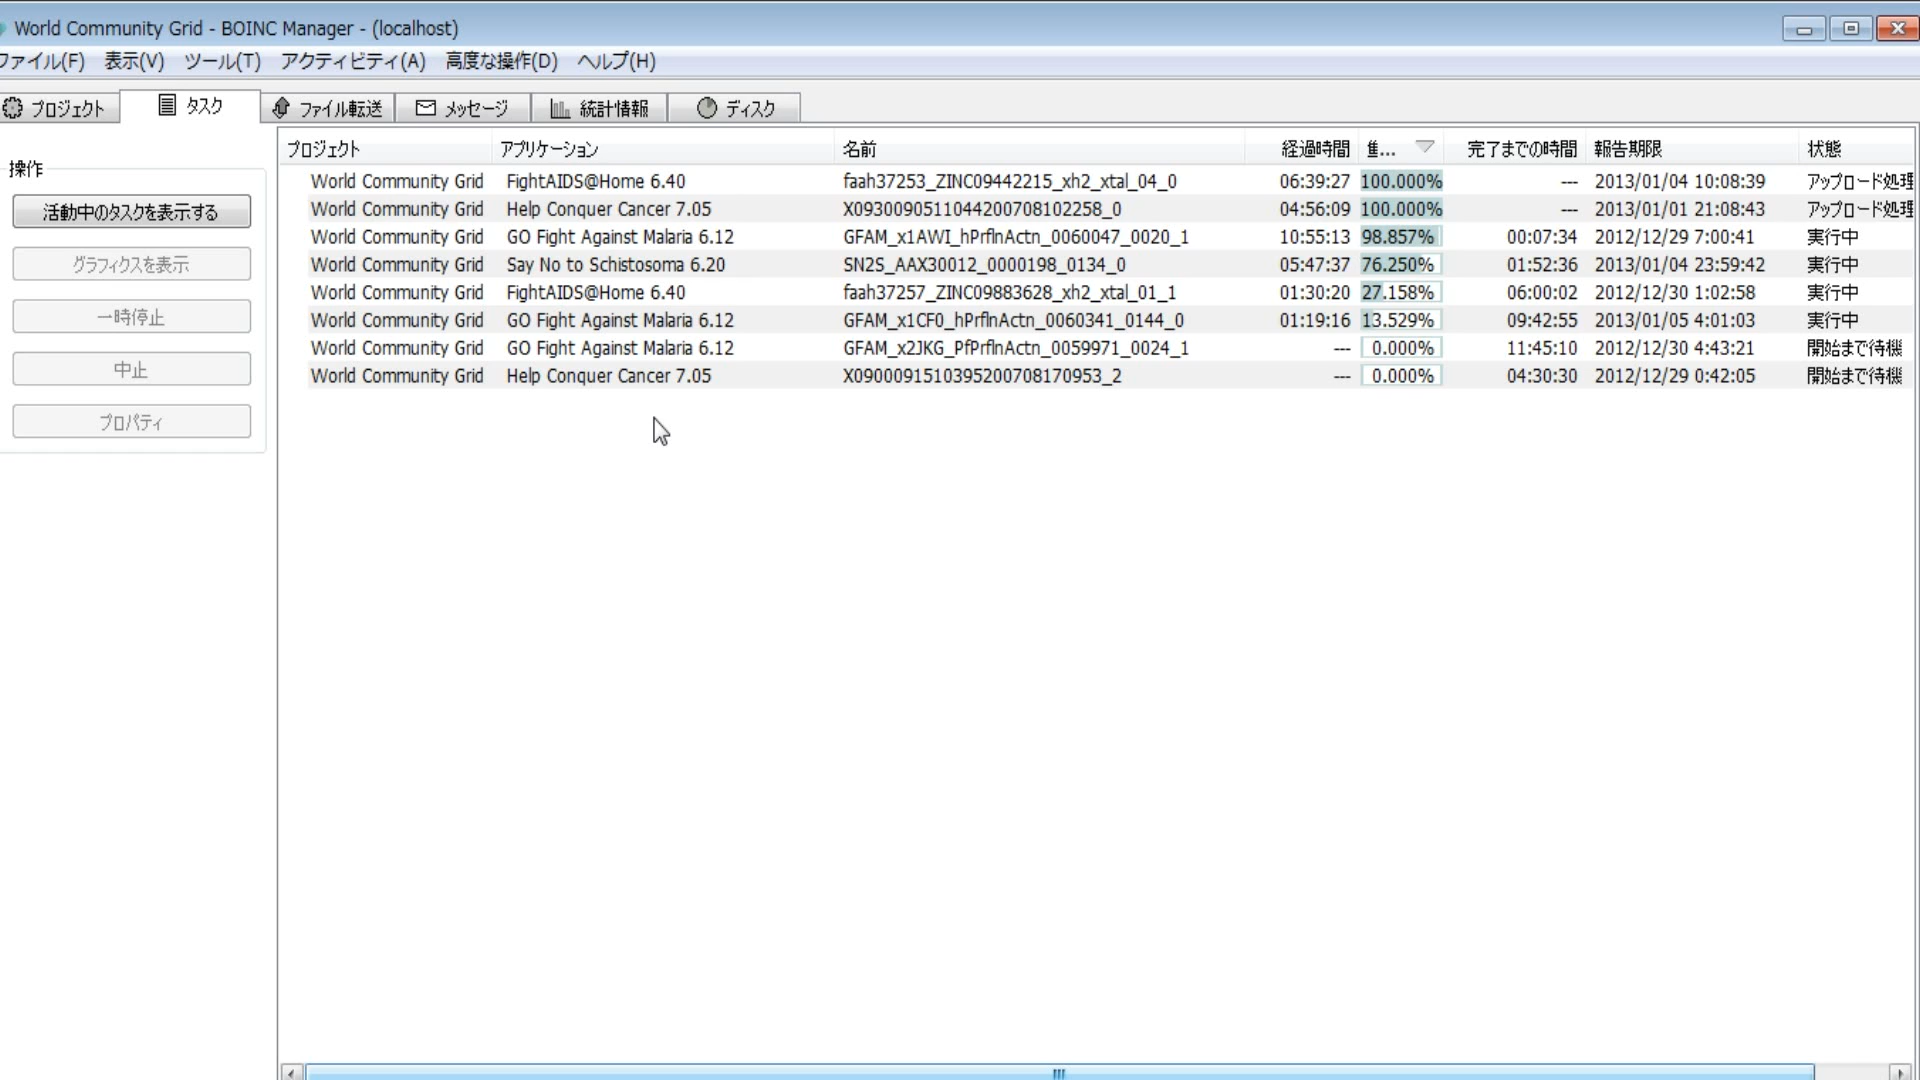 World Community Grid - BOINC Manager - (localhost)
ファイル(F) 表示(V) ツール(T) アクティビティ(A) 高度な操作(D) ヘルプ(H)
プロジェクト タスク ファイル転送 メッセージ 統計情報 ディスク
操作
活動中のタスクを表示する
グラフィクスを表示
一時停止
中止
プロパティ
プロジェクト アプリケーション 名前 経過時間 進... 完了までの時間 報告期限 状態
World Community Grid FightAIDS@Home 6.40 faah37253_ZINC09442215_xh2_xtal_04_0 06:39:27 100.000% --- 2013/01/04 10:08:39 アップロード処理
World Community Grid Help Conquer Cancer 7.05 X0930090511044200708102258_0 04:56:09 100.000% --- 2013/01/01 21:08:43 アップロード処理
World Community Grid GO Fight Against Malaria 6.12 GFAM_x1AWI_hPrflnActn_0060047_0020_1 10:55:13 98.857% 00:07:34 2012/12/29 7:00:41 実行中
World Community Grid Say No to Schistosoma 6.20 SN2S_AAX30012_0000198_0134_0 05:47:37 76.250% 01:52:36 2013/01/04 23:59:42 実行中
World Community Grid FightAIDS@Home 6.40 faah37257_ZINC09883628_xh2_xtal_01_1 01:30:20 27.158% 06:00:02 2012/12/30 1:02:58 実行中
World Community Grid GO Fight Against Malaria 6.12 GFAM_x1CF0_hPrflnActn_0060341_0144_0 01:19:16 13.529% 09:42:55 2013/01/05 4:01:03 実行中
World Community Grid GO Fight Against Malaria 6.12 GFAM_x2JKG_PfPrflnActn_0059971_0024_1 --- 0.000% 11:45:10 2012/12/30 4:43:21 開始まで待機
World Community Grid Help Conquer Cancer 7.05 X0900091510395200708170953_2 --- 0.000% 04:30:30 2012/12/29 0:42:05 開始まで待機